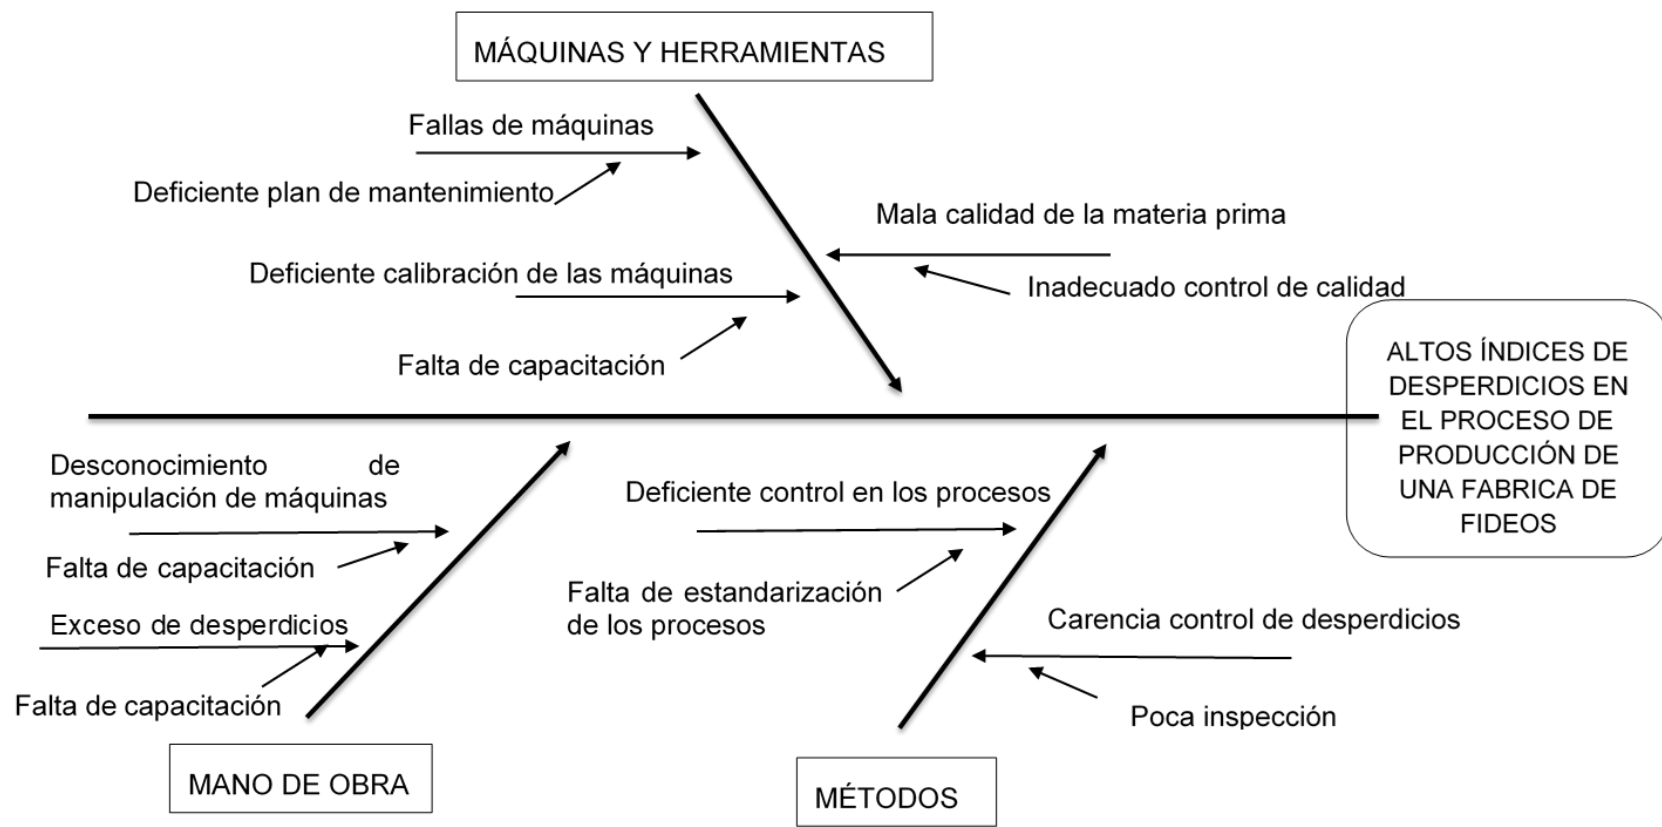 MÁQUINAS Y HERRAMIENTAS
Fallas de máquinas
Deficiente plan de mantenimiento
Mala calidad de la materia prima
Deficiente calibración de las máquinas
Inadecuado control de calidad
Falta de capacitación
ALTOS ÍNDICES DE
DESPERDICIOS EN
EL PROCESO DE
PRODUCCIÓN DE
UNA FABRICA DE
FIDEOS
Desconocimiento de
manipulación de máquinas
Falta de capacitación
Exceso de desperdicios
Falta de capacitación
MANO DE OBRA
Deficiente control en los procesos
Falta de estandarización
de los procesos
Carencia control de desperdicios
Poca inspección
MÉTODOS